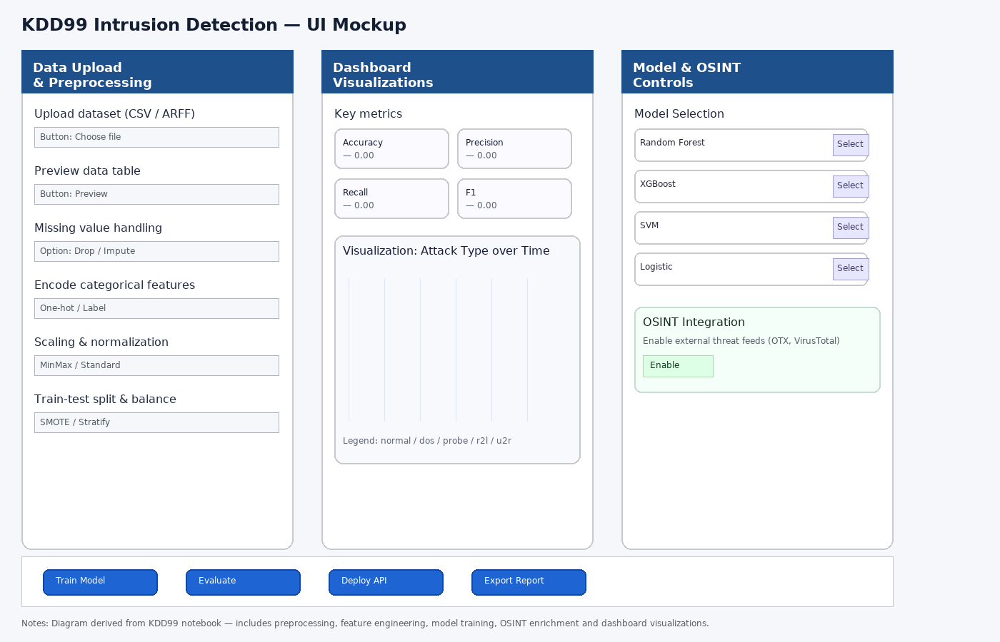 KDD99 Intrusion Detection — UI Mockup
Data Upload
& Preprocessing
Upload dataset (CSV / ARFF)
Button: Choose file
Preview data table
Button: Preview
Missing value handling
Option: Drop / Impute
Encode categorical features
One-hot / Label
Scaling & normalization
MinMax / Standard
Train-test split & balance
SMOTE / Stratify
Dashboard
Visualizations
Key metrics
Accuracy
— 0.00
Precision
— 0.00
Recall
— 0.00
F1
— 0.00
Visualization: Attack Type over Time
Legend: normal / dos / probe / r2l / u2r
Model & OSINT
Controls
Model Selection
Random Forest
Select
XGBoost
Select
SVM
Select
Logistic
Select
OSINT Integration
Enable external threat feeds (OTX, VirusTotal)
Enable
Train Model
Evaluate
Deploy API
Export Report
Notes: Diagram derived from KDD99 notebook — includes preprocessing, feature engineering, model training, OSINT enrichment and dashboard visualizations.